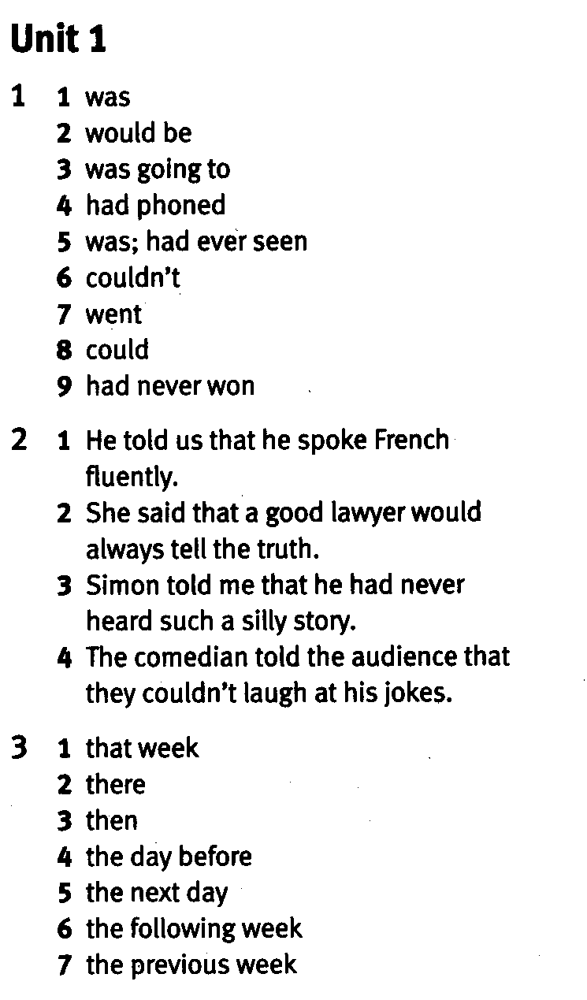 Unit 1
1 1 was
2 would be
3 was going to
4 had phoned
5 was; had ever seen
6 couldn't
7 went
8 could
9 had never won
2 1 He told us that he spoke French
fluently.
2 She said that a good lawyer would
always tell the truth.
3 Simon told me that he had never
heard such a silly story.
4 The comedian told the audience that
they couldn't laugh at his jokes.
3 1 that week
2 there
3 then
4 the day before
5 the next day
6 the following week
7 the previous week